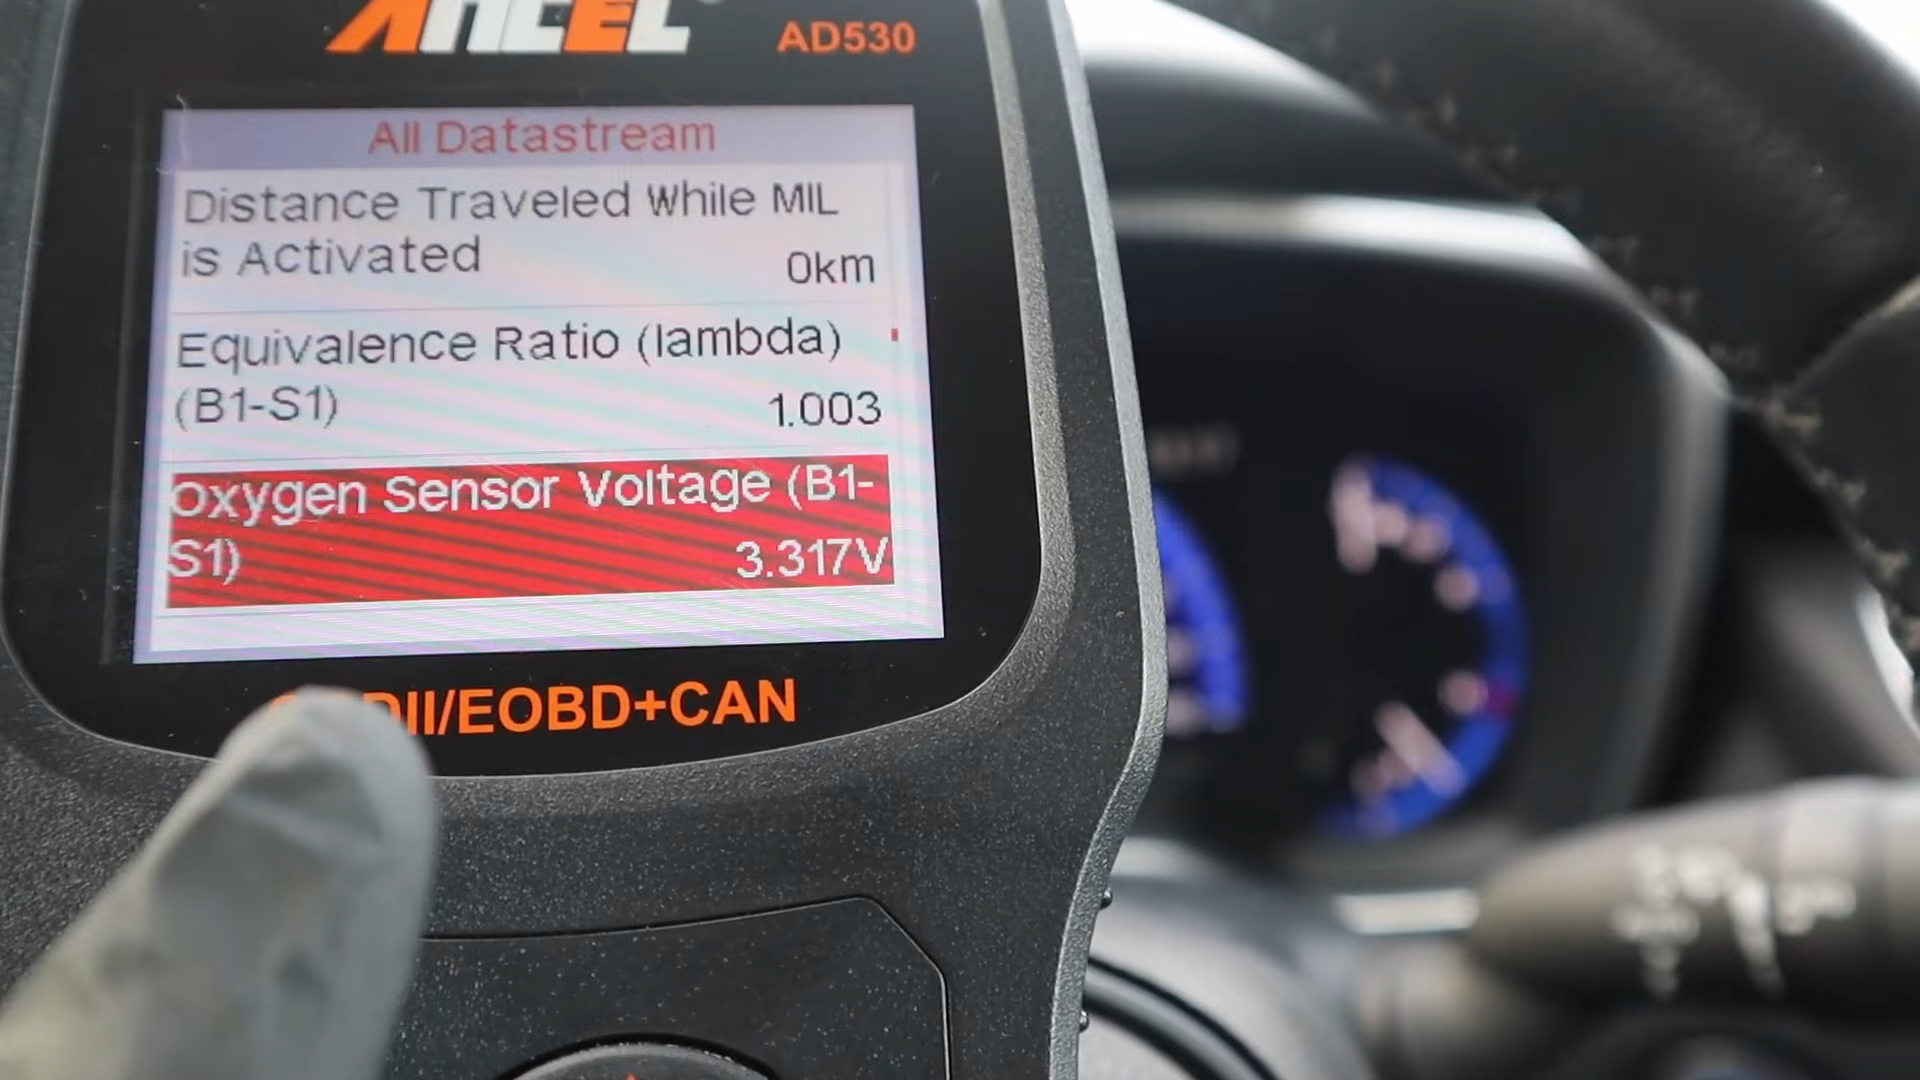 ANCEL
AD530
All Datastream
Distance Traveled While MIL
is Activated
0km
Equivalence Ratio (lambda)
(B1-S1)
1.003
Oxygen Sensor Voltage (B1-
S1)
3.317V
DII/EOBD+CAN